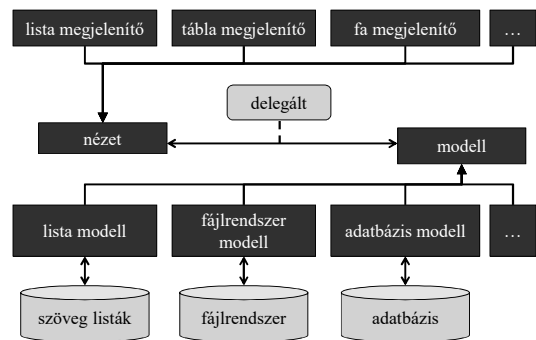 lista megjelenítő
tábla megjelenítő
fa megjelenítő
…
delegált
nézet
modell
lista modell
fájlrendszer
modell
adatbázis modell
…
szöveg listák
fájlrendszer
adatbázis